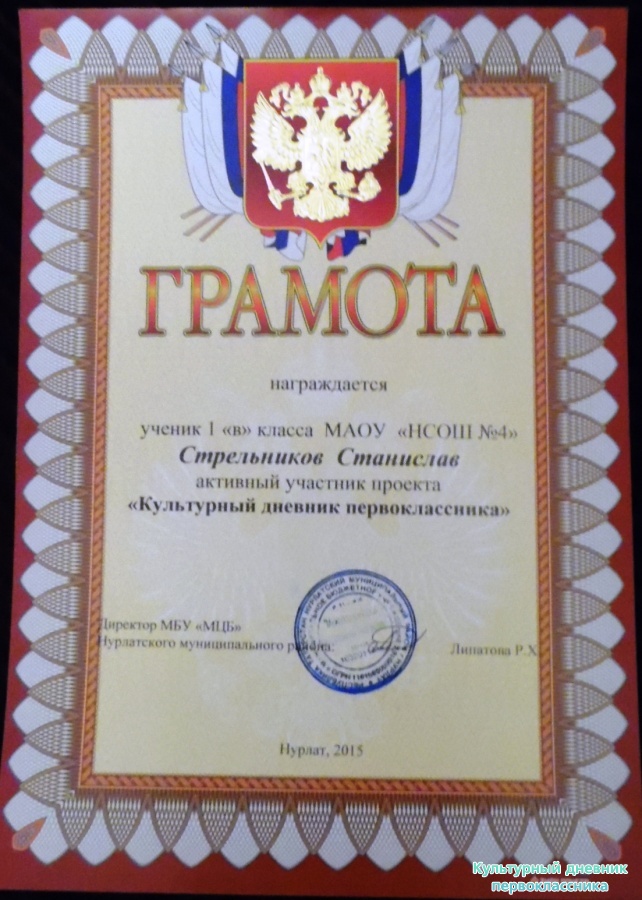 ГРАМОТА
награждается
ученик 1 «в» класса МАОУ «НСОШ №4»
Стрельников Станислав
активный участник проекта
«Культурный дневник первоклассника»
Директор МБУ «МЦБ»
Нурлатского муниципального района:
Липатова Р.Х
Нурлат, 2015
Культурный дневник
первоклассника